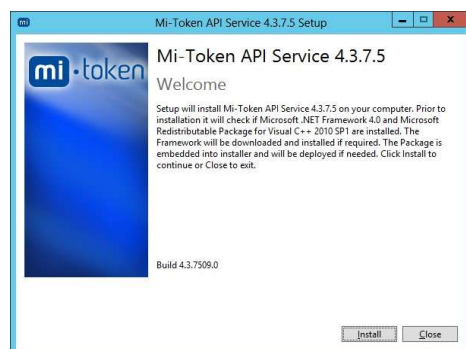 mi
Mi-Token API Service 4.3.7.5 Setup
mi·token
Mi-Token API Service 4.3.7.5
Welcome
Setup will install Mi-Token API Service 4.3.7.5 on your computer. Prior to
installation it will check if Microsoft .NET Framework 4.0 and Microsoft
Redistributable Package for Visual C++ 2010 SP1 are installed. The
Framework will be downloaded and installed if required. The Package is
embedded into installer and will be deployed if needed. Click Install to
continue or Close to exit.
Build 4.3.7509.0
Install
Close